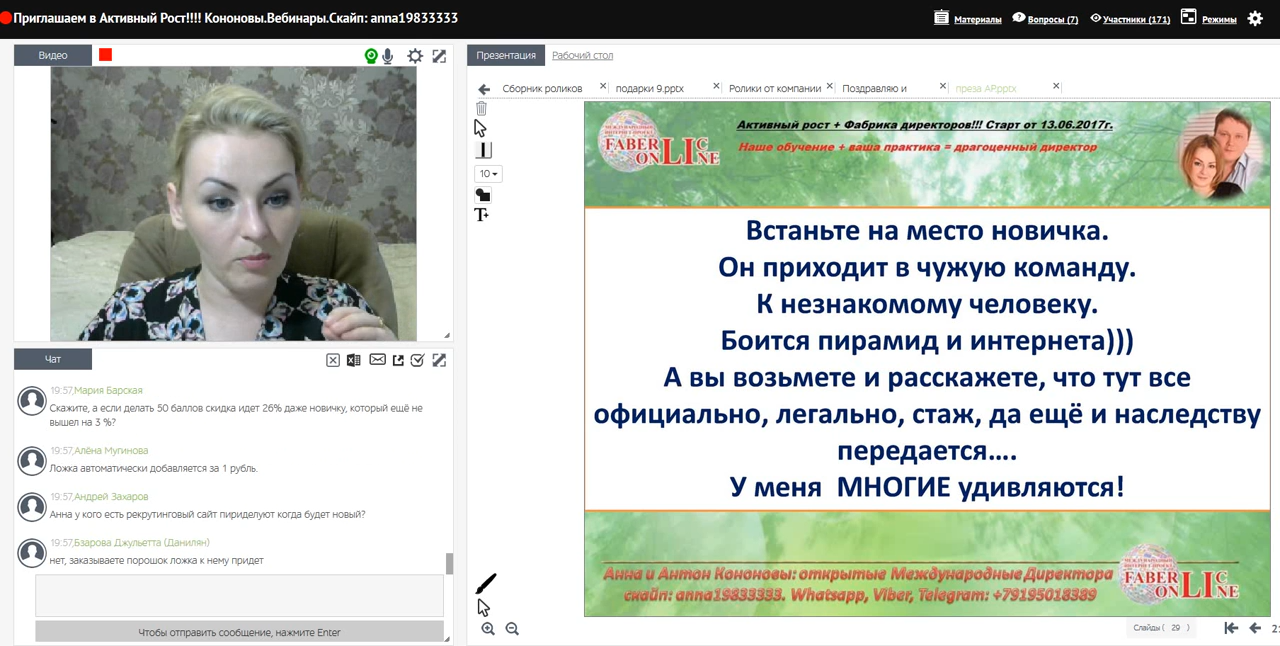 Приглашаем в Активный Рост!!!! Кононовы.Вебинары.Скайп: anna19833333
Материалы
Вопросы (7)
Участники (171)
Режимы
Видео
Презентация
Рабочий стол
Сборник роликов
подарки 9.pptx
Ролики от компании
Поздравляю и
преза АР.pptx
10
T+
МЕЖДУНАРОДНЫЙ
ИНТЕРНЕТ-ПРОЕКТ
FABERLIC
ONLINE
Активный рост + Фабрика директоров!!! Старт от 13.06.2017г.
Наше обучение + ваша практика = драгоценный директор
Встаньте на место новичка.
Он приходит в чужую команду.
К незнакомому человеку.
Боится пирамид и интернета)))
А вы возьмете и расскажете, что тут все
официально, легально, стаж, да ещё и наследству
передается….
У меня МНОГИЕ удивляются!
Анна и Антон Кононовы: открытые Международные Директора
скайп: anna19833333. Whatsapp, Viber, Telegram: +79195018389
МЕЖДУНАРОДНЫЙ
ИНТЕРНЕТ-ПРОЕКТ
FABERLIC
ONLINE
Слайды ( 29 )
Чат
19:57,Мария Барская
Скажите, а если делать 50 баллов скидка идет 26% даже новичку, который ещё не
вышел на 3 %?
19:57,Алёна Мугинова
Ложка автоматически добавляется за 1 рубль.
19:57,Андрей Захаров
Анна у кого есть рекрутинговый сайт пириделуют когда будет новый?
19:57,Бзарова Джульетта (Данилян)
нет, заказываете порошок ложка к нему придет
Чтобы отправить сообщение, нажмите Enter